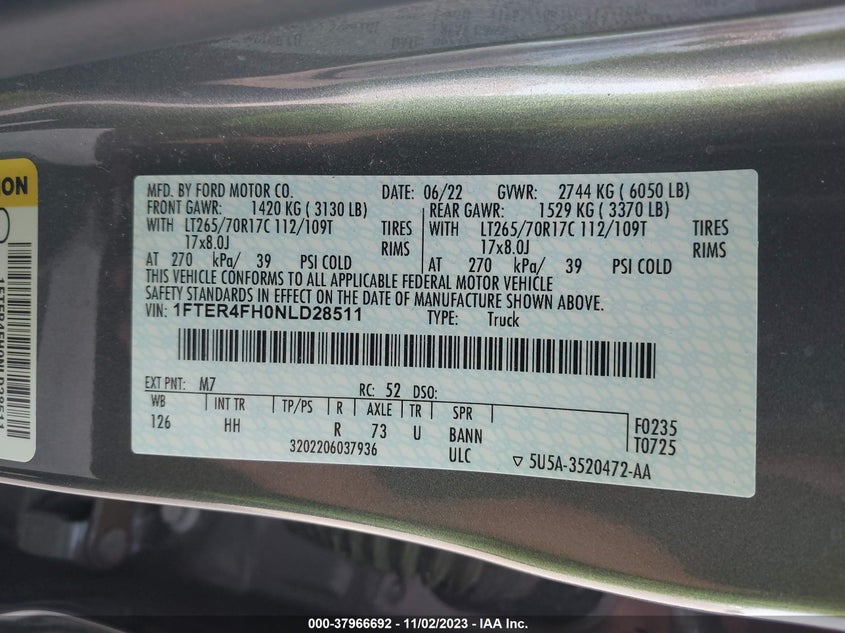 ION
1FTER4FH0NLD28511
MFD. BY FORD MOTOR CO. DATE: 06/22 GVWR: 2744 KG ( 6050 LB)
FRONT GAWR: 1420 KG ( 3130 LB) REAR GAWR: 1529 KG ( 3370 LB)
WITH LT265/70R17C 112/109T TIRES WITH LT265/70R17C 112/109T TIRES
17x8.0J RIMS 17x8.0J RIMS
AT 270 kPa/ 39 PSI COLD AT 270 kPa/ 39 PSI COLD
THIS VEHICLE CONFORMS TO ALL APPLICABLE FEDERAL MOTOR VEHICLE
SAFETY STANDARDS IN EFFECT ON THE DATE OF MANUFACTURE SHOWN ABOVE.
VIN: 1FTER4FH0NLD28511 TYPE: Truck
EXT PNT: M7 RC: 52 DSO:
WB INT TR TP/PS R AXLE TR SPR F0235
126 HH R 73 U BANN T0725
3202206037936 ULC ▽ 5U5A-3520472-AA
000-37966692 - 11/02/2023 - IAA Inc.